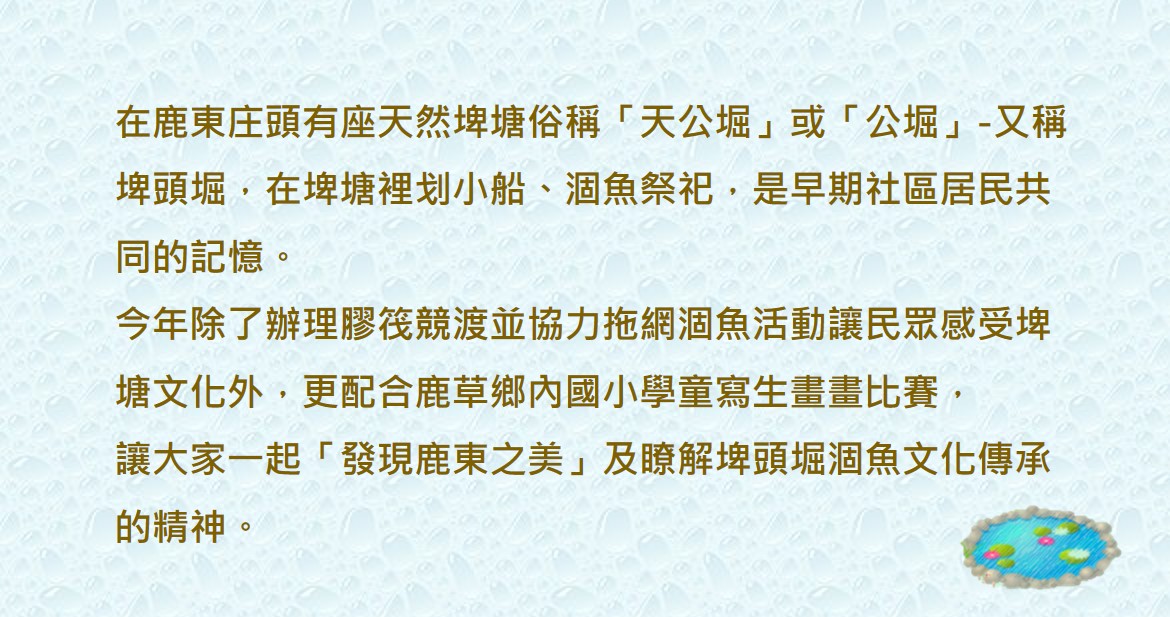 在鹿東庄頭有座天然埤塘俗稱「天公堀」或「公堀」-又稱
埤頭堀，在埤塘裡划小船、涸魚祭祀，是早期社區居民共
同的記憶。
今年除了辦理膠筏競渡並協力拖網涸魚活動讓民眾感受埤
塘文化外，更配合鹿草鄉內國小學童寫生畫畫比賽，
讓大家一起「發現鹿東之美」及瞭解埤頭堀涸魚文化傳承
的精神。